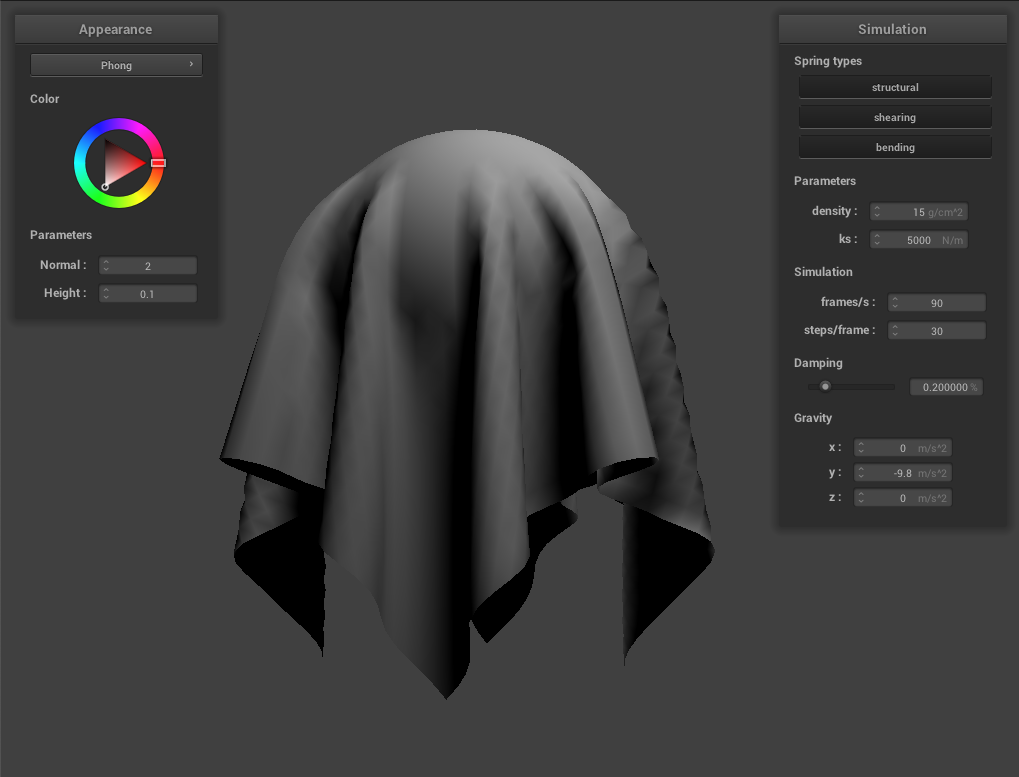 Appearance
Phong
Color
Parameters
Normal : 2
Height : 0.1
Simulation
Spring types
structural
shearing
bending
Parameters
density : 15 g/cm^2
ks : 5000 N/m
Simulation
frames/s : 90
steps/frame : 30
Damping
0.200000 %
Gravity
x : 0 m/s^2
y : -9.8 m/s^2
z : 0 m/s^2